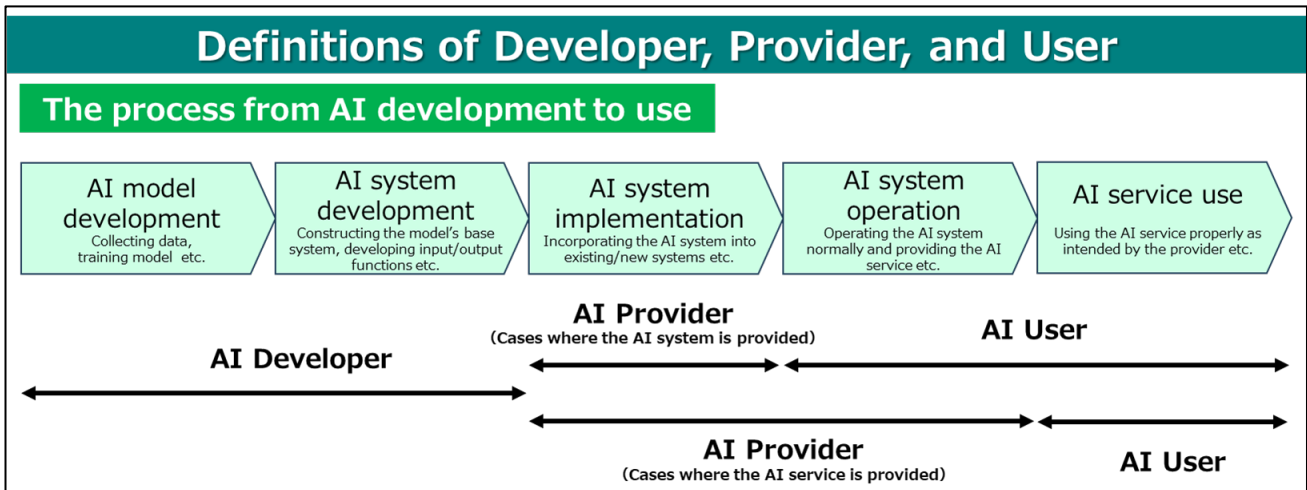 Definitions of Developer, Provider, and User
The process from AI development to use
AI model
development
Collecting data,
training model etc.
AI system
development
Constructing the model's base
system, developing input/output
functions etc.
AI system
implementation
Incorporating the AI system into
existing/new systems etc.
AI system
operation
Operating the AI system
normally and providing the AI
service etc.
AI service use
Using the AI service properly as
intended by the provider etc.
AI Provider
(Cases where the AI system is provided)
AI User
AI Developer
AI Provider
(Cases where the AI service is provided)
AI User